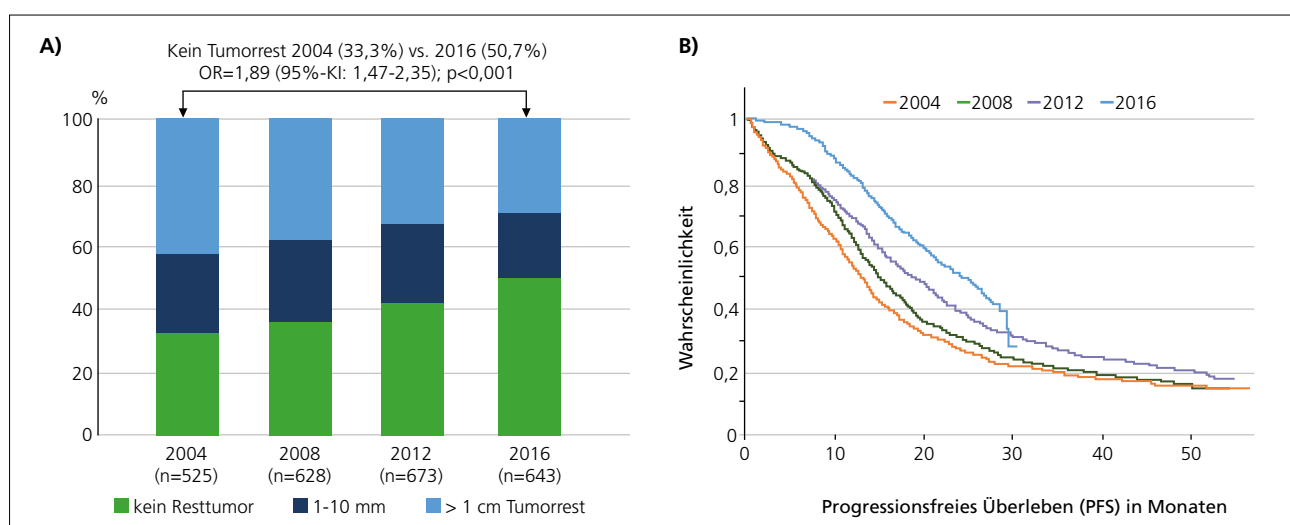 A)
Kein Tumorrest 2004 (33,3%) vs. 2016 (50,7%)
OR=1,89 (95%-KI: 1,47-2,35); p<0,001
%
100
80
60
40
20
0
2004 2008 2012 2016
(n=525) (n=628) (n=673) (n=643)
kein Resttumor 1-10 mm > 1 cm Tumorrest
B)
2004 2008 2012 2016
Wahrscheinlichkeit
1
0,8
0,6
0,4
0,2
0
0 10 20 30 40 50
Progressionsfreies Überleben (PFS) in Monaten